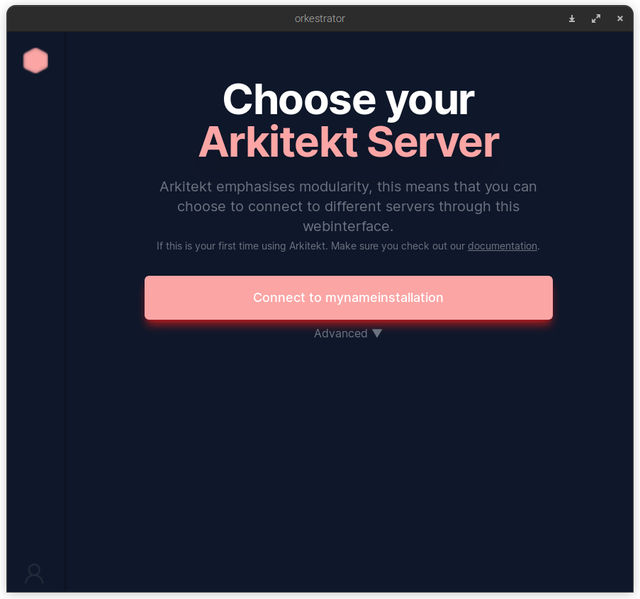 orkestrator
Choose your
Arkitekt Server
Arkitekt emphasises modularity, this means that you can
choose to connect to different servers through this
webinterface.
If this is your first time using Arkitekt. Make sure you check out our documentation.
Connect to mynameinstallation
Advanced ▼